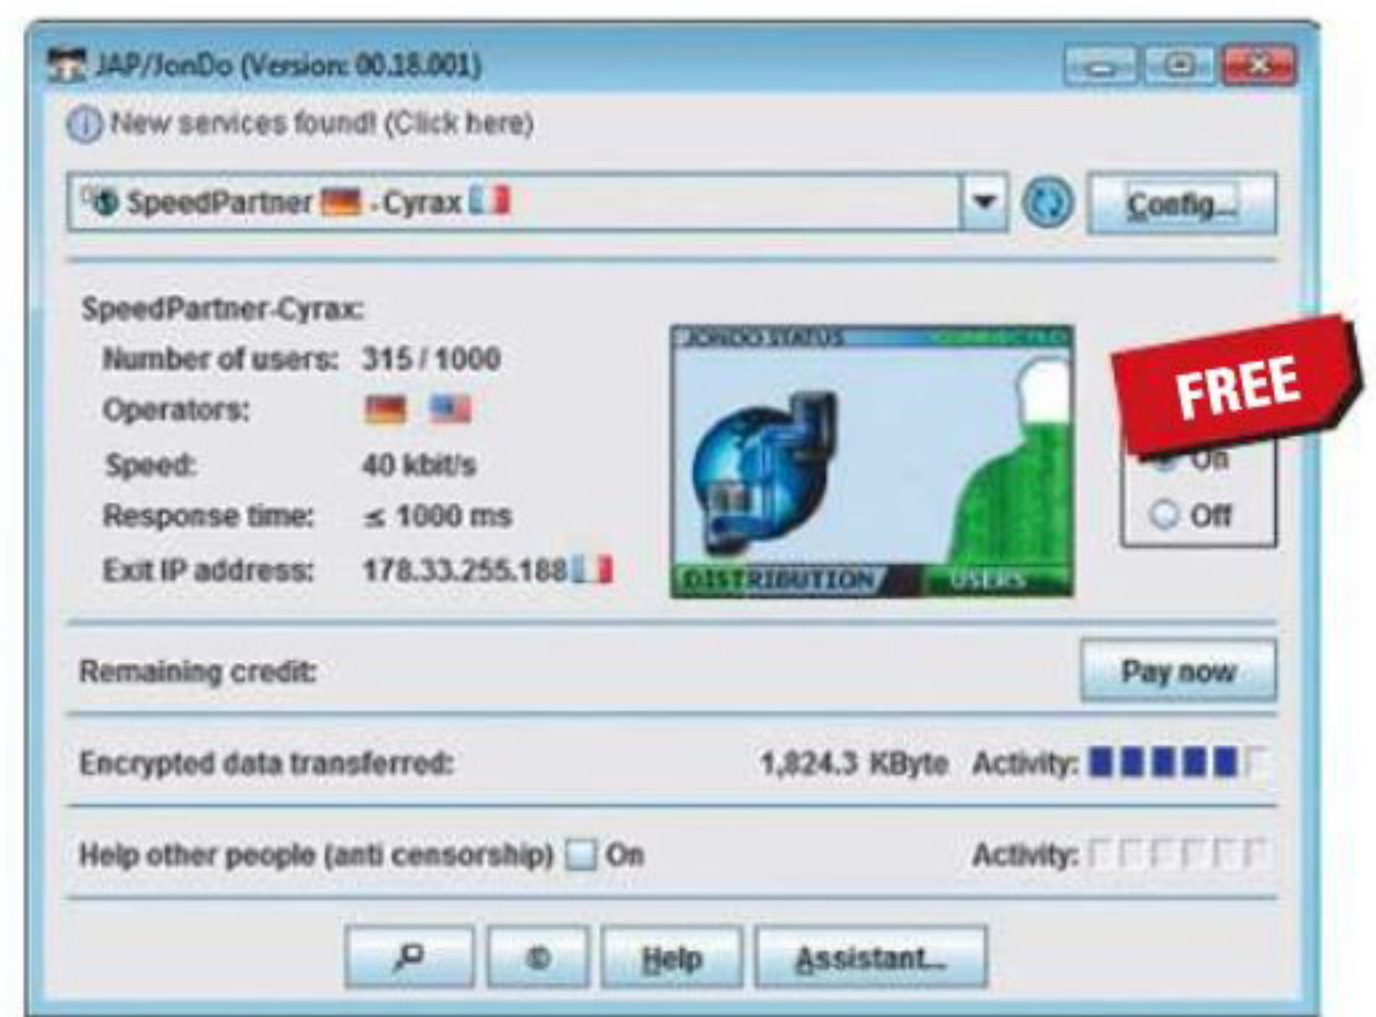 JAP/JonDo (Version: 00.18.001)
New services found! (Click here)
SpeedPartner - Cyrax
Config...
SpeedPartner-Cyrax:
Number of users: 315 / 1000
Operators:
Speed: 40 kbit/s
Response time: ≤ 1000 ms
Exit IP address: 178.33.255.188
JONDO STATUS
DISTRIBUTION
USERS
FREE
On
Off
Remaining credit:
Pay now
Encrypted data transferred: 1,824.3 KByte Activity:
Help other people (anti censorship) On Activity:
© Help Assistant...